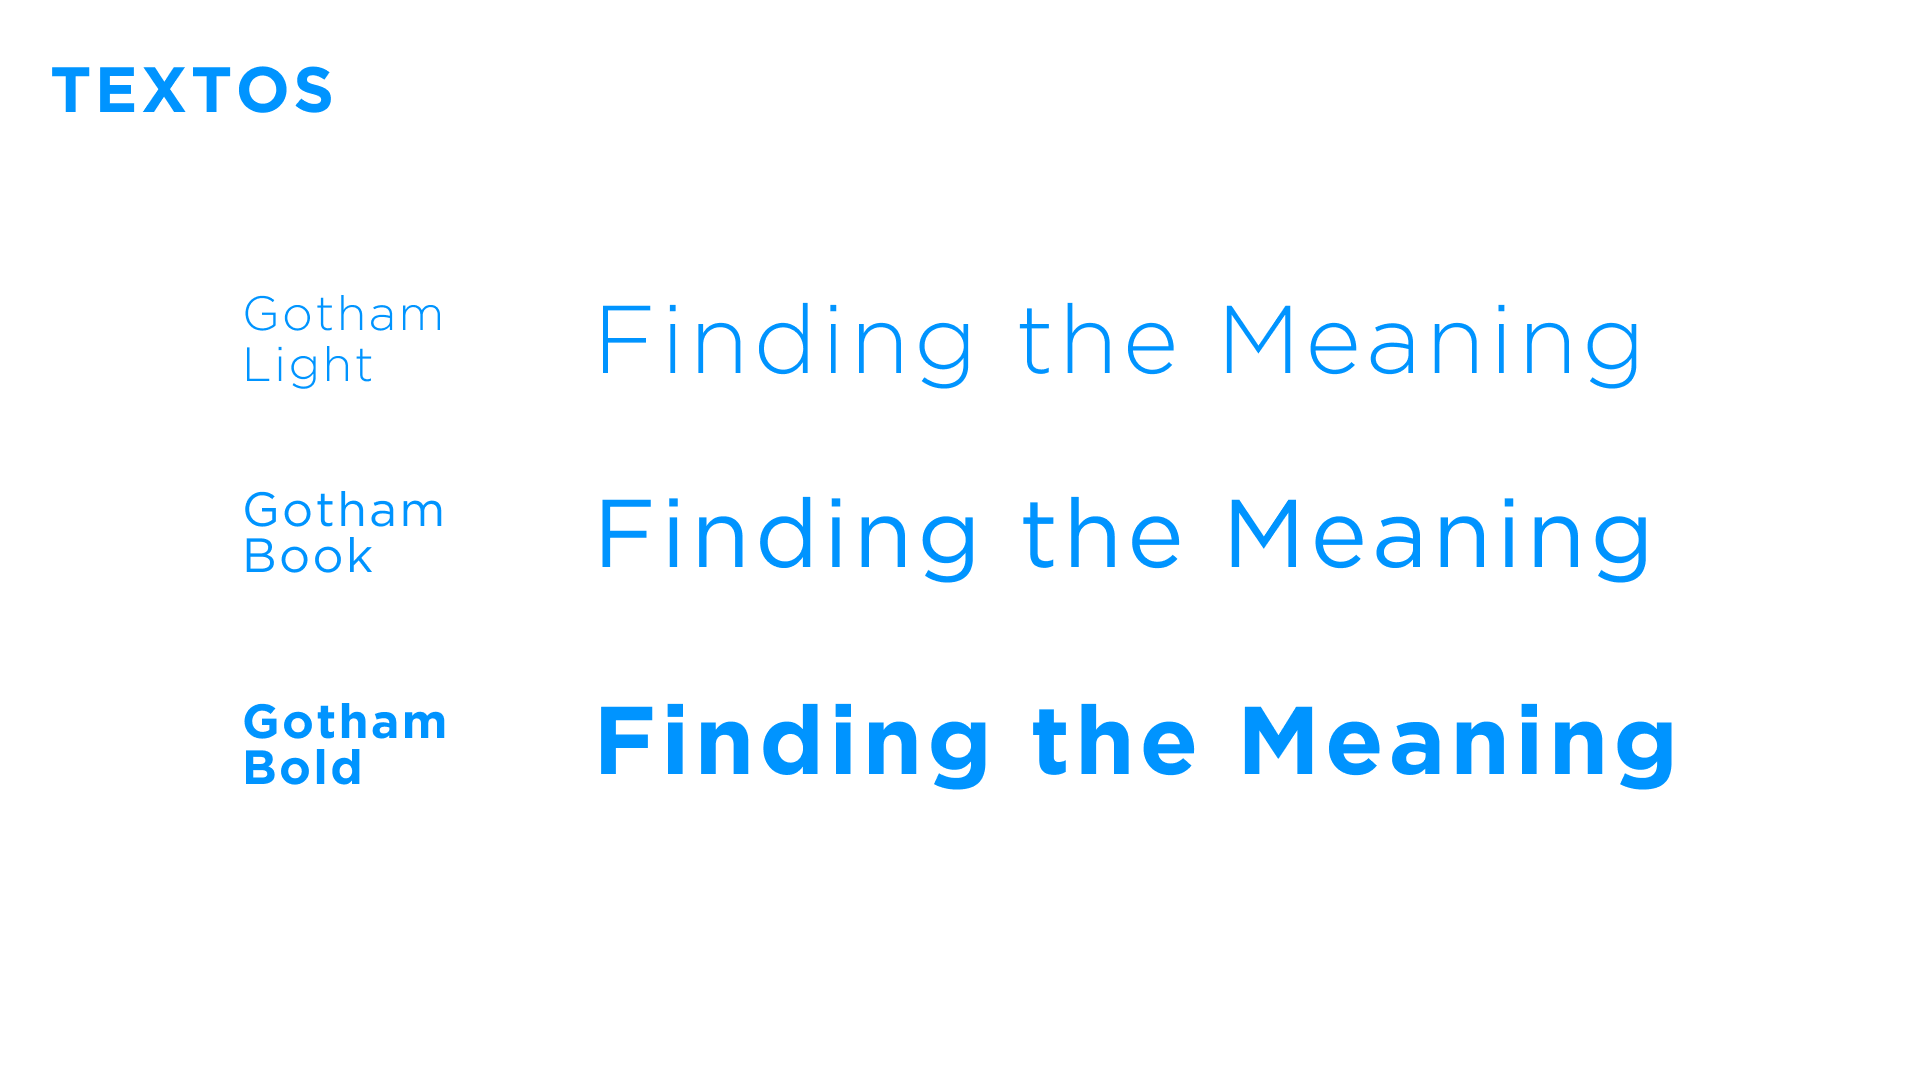 TEXTOS
Gotham
Light
Finding the Meaning
Gotham
Book
Finding the Meaning
Gotham
Bold
Finding the Meaning